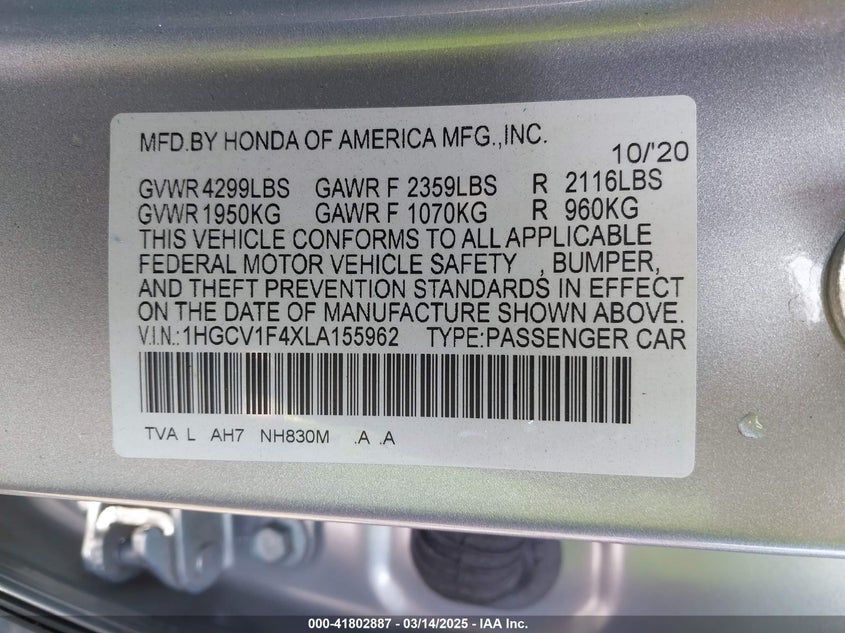 MFD.BY HONDA OF AMERICA MFG.,INC. 10/'20
GVWR 4299LBS GAWR F 2359LBS R 2116LBS
GVWR 1950KG GAWR F 1070KG R 960KG
THIS VEHICLE CONFORMS TO ALL APPLICABLE
FEDERAL MOTOR VEHICLE SAFETY , BUMPER,
AND THEFT PREVENTION STANDARDS IN EFFECT
ON THE DATE OF MANUFACTURE SHOWN ABOVE.
V.I.N.:1HGCV1F4XLA155962 TYPE:PASSENGER CAR
TVA L AH7 NH830M .A .A
000-41802887 - 03/14/2025 - IAA Inc.